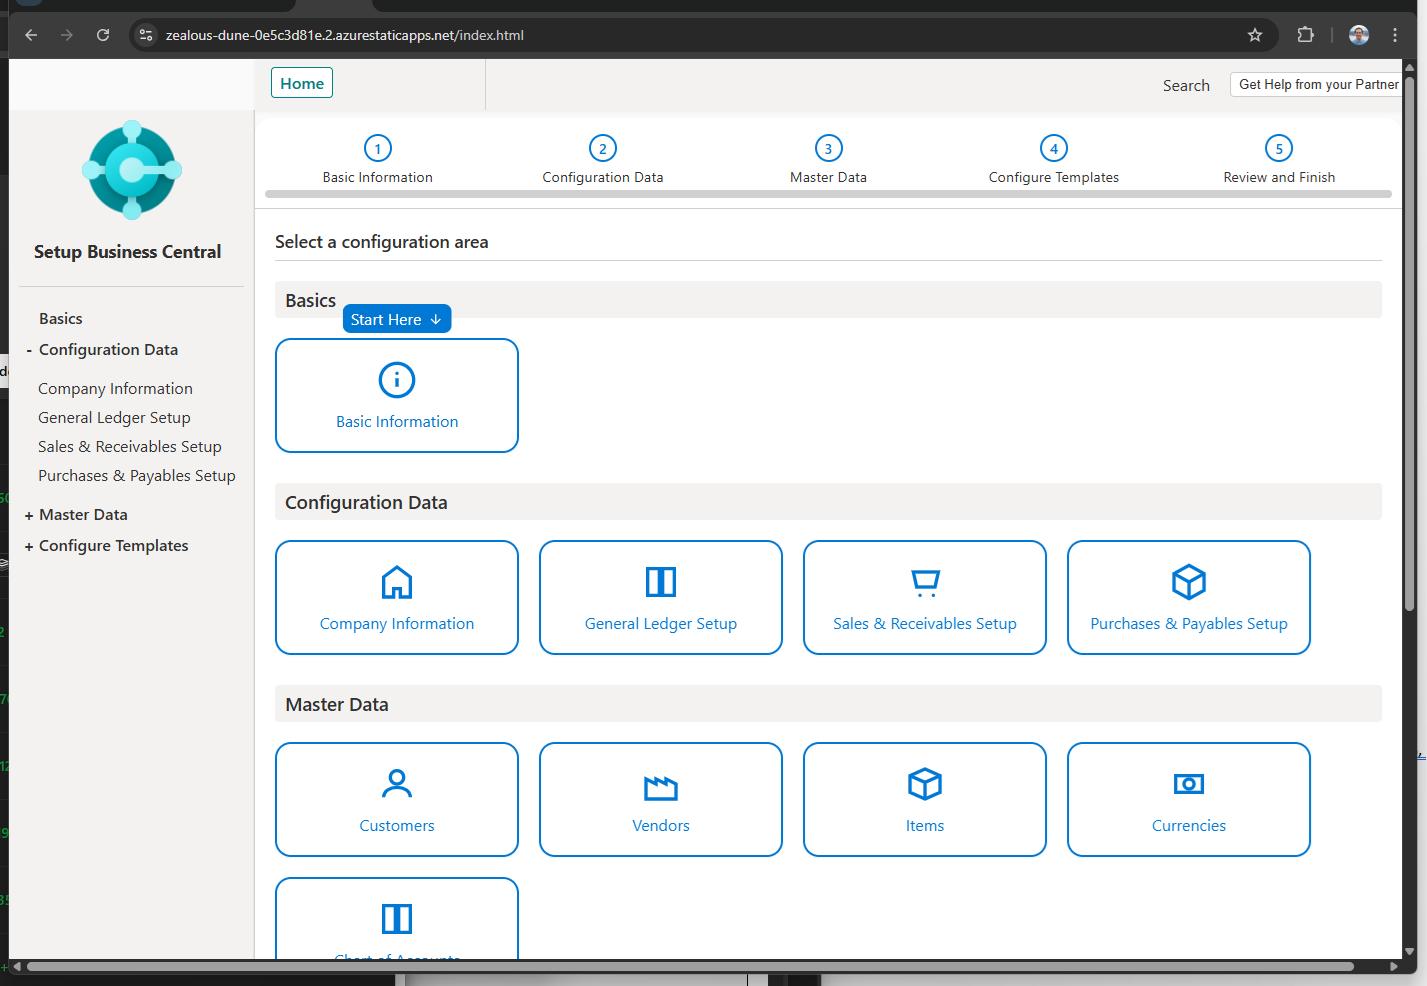 zealous-dune-0e5c3d81e.2.azurestaticapps.net/index.html
Home
Search
Get Help from your Partner
1
2
3
4
5
Basic Information
Configuration Data
Master Data
Configure Templates
Review and Finish
Setup Business Central
Basics
- Configuration Data
Company Information
General Ledger Setup
Sales & Receivables Setup
Purchases & Payables Setup
+ Master Data
+ Configure Templates
Select a configuration area
Basics
Start Here ↓
Basic Information
Configuration Data
Company Information
General Ledger Setup
Sales & Receivables Setup
Purchases & Payables Setup
Master Data
Customers
Vendors
Items
Currencies
Chart of Accounts